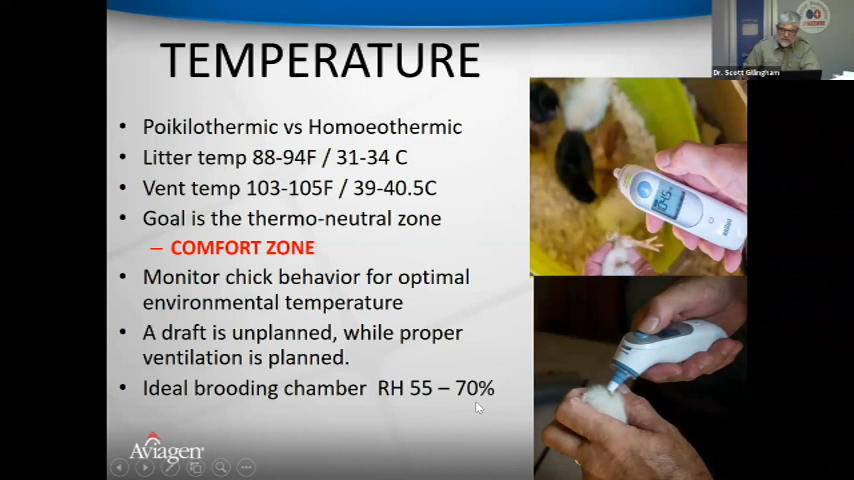 TEMPERATURE
• Poikilothermic vs Homoeothermic
• Litter temp 88-94F / 31-34 C
• Vent temp 103-105F / 39-40.5C
• Goal is the thermo-neutral zone
– COMFORT ZONE
• Monitor chick behavior for optimal
environmental temperature
• A draft is unplanned, while proper
ventilation is planned.
• Ideal brooding chamber RH 55 – 70%
Aviagen
Dr. Scott Gillingham
BRAUN